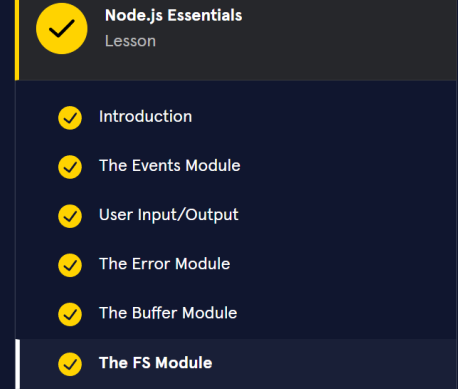 Node.js Essentials
Lesson
Introduction
The Events Module
User Input/Output
The Error Module
The Buffer Module
The FS Module